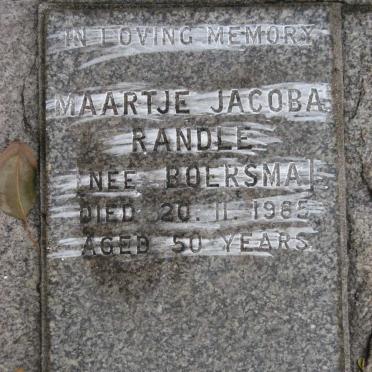 IN LOVING MEMORY
MAARTJE JACOBA
RANDLE
[NEE BOERSMA]
DIED 20.11.1985
AGED 50 YEARS